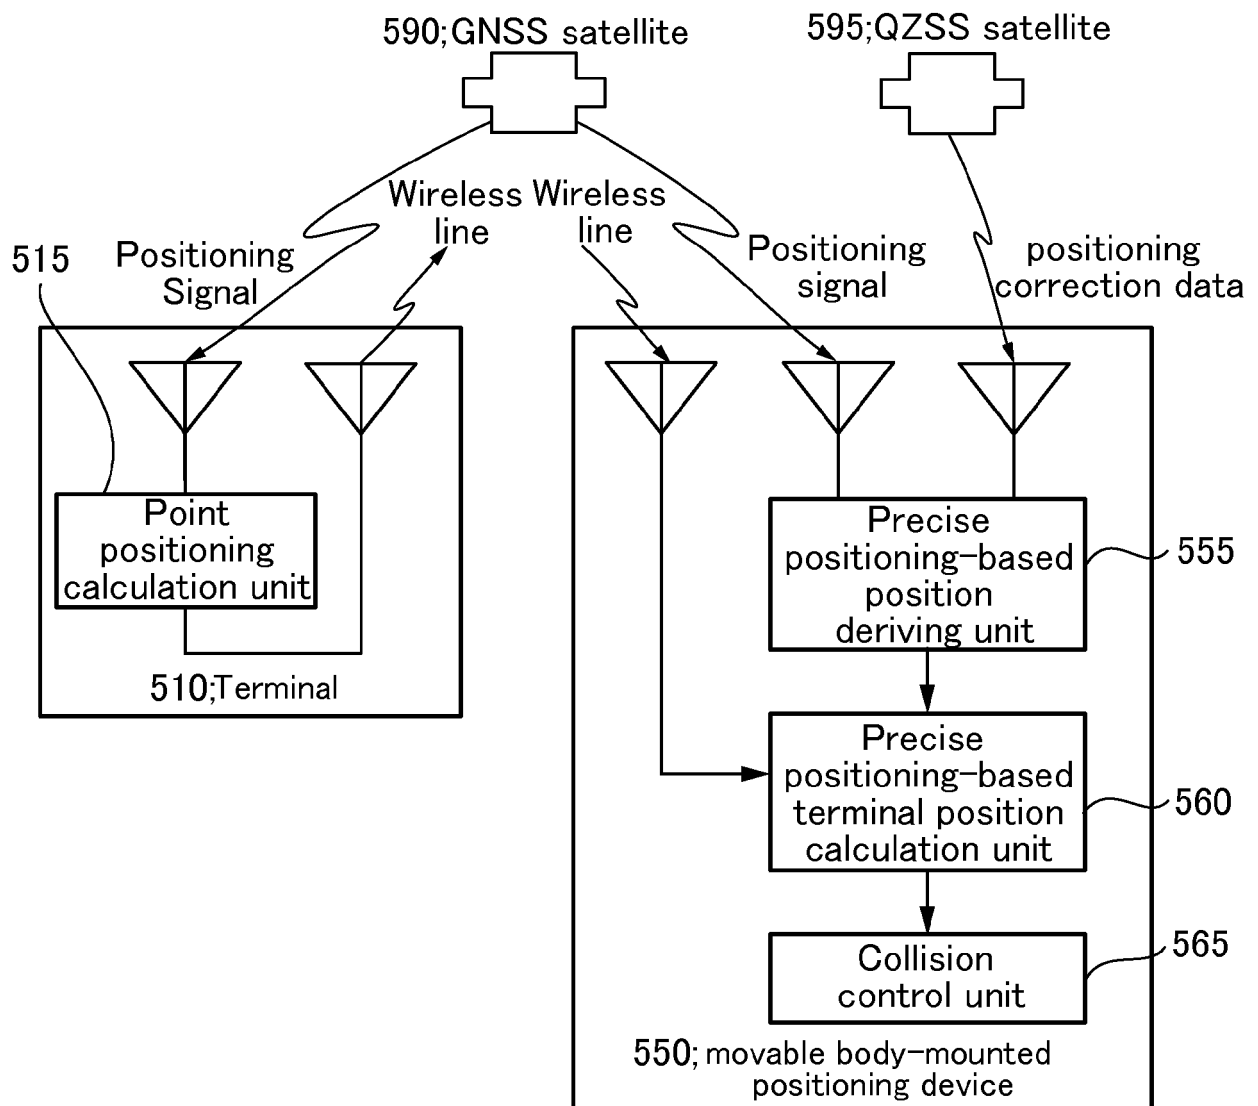 590;GNSS satellite
595;QZSS satellite
Wireless
line
Wireless
line
515
Positioning
Signal
Positioning
signal
positioning
correction data
Point
positioning
calculation unit
510;Terminal
Precise
positioning-based
position
deriving unit
555
Precise
positioning-based
terminal position
calculation unit
560
Collision
control unit
565
550; movable body-mounted
positioning device